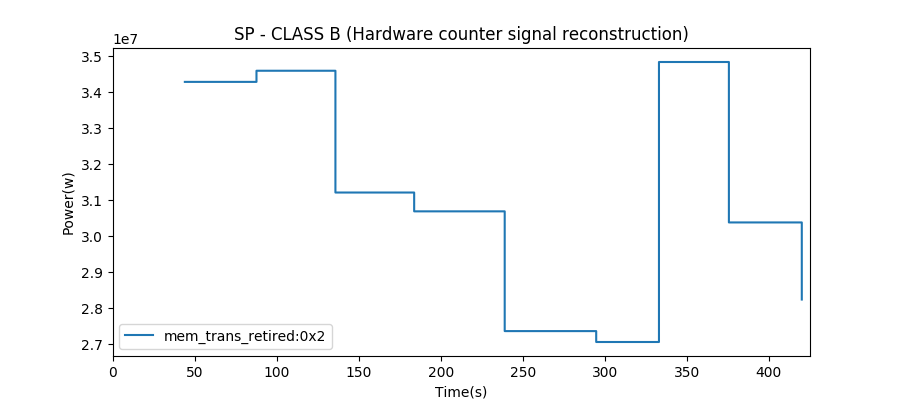 SP - CLASS B (Hardware counter signal reconstruction)
1e7
3.5
3.4
3.3
3.2
3.1
3.0
2.9
2.8
2.7
Power(w)
mem_trans_retired:0x2
0 50 100 150 200 250 300 350 400
Time(s)